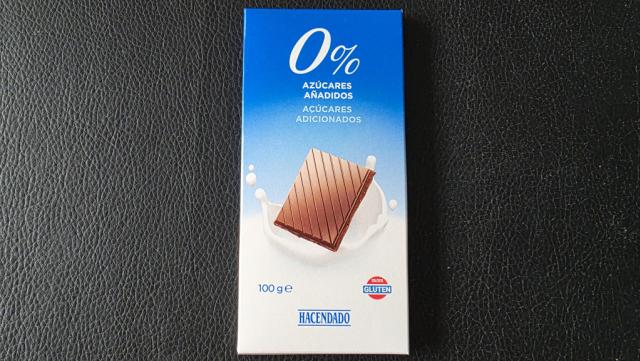 0%
AZÚCARES
AÑADIDOS
AÇÚCARES
ADICIONADOS
100 g e
GLUTEN
HACENDADO